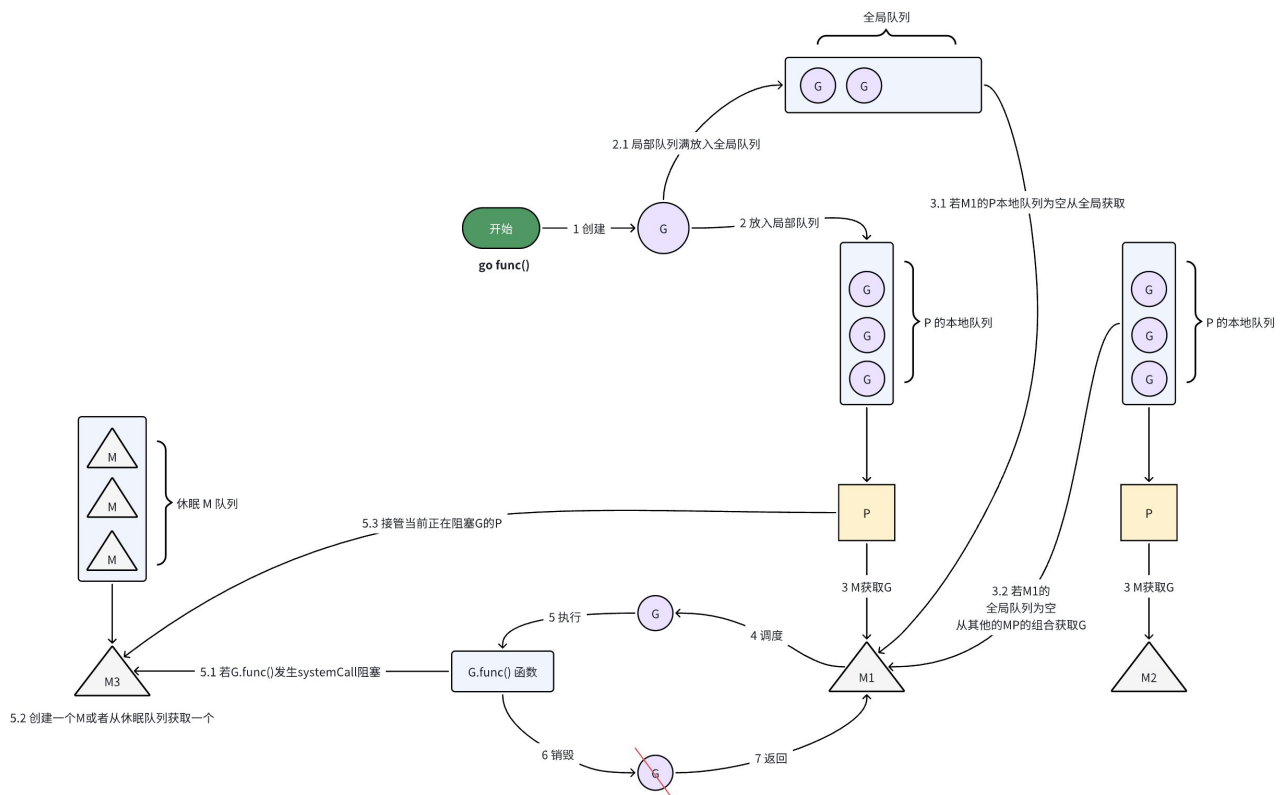 全局队列
G
G
2.1 局部队列满放入全局队列
3.1 若M1的P本地队列为空从全局获取
开始
1 创建
G
2 放入局部队列
go func()
G
G
G
P 的本地队列
G
G
G
P 的本地队列
M
M
M
休眠 M 队列
5.3 接管当前正在阻塞G的P
P
P
3 M获取G
3.2 若M1的
全局队列为空
从其他的MP的组合获取G
3 M获取G
G
5 执行
4 调度
M3
5.1 若G.func()发生systemCall阻塞
G.func() 函数
M1
M2
5.2 创建一个M或者从休眠队列获取一个
6 销毁
G
7 返回